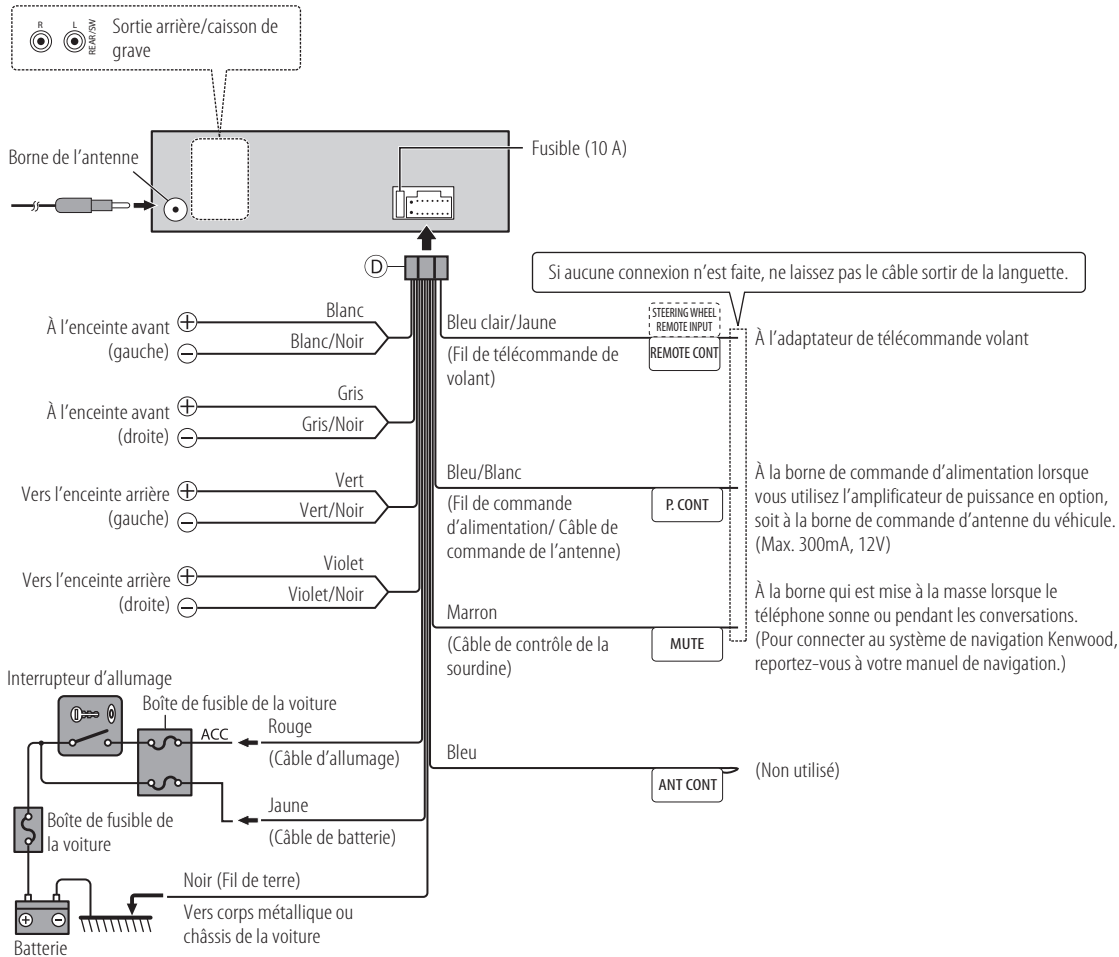 R L REAR/SW
Sortie arrière/caisson de
grave
Borne de l'antenne
Fusible (10 A)
D
Si aucune connexion n'est faite, ne laissez pas le câble sortir de la languette.
À l'enceinte avant
(gauche)
Blanc
Blanc/Noir
À l'enceinte avant
(droite)
Gris
Gris/Noir
Vers l'enceinte arrière
(gauche)
Vert
Vert/Noir
Vers l'enceinte arrière
(droite)
Violet
Violet/Noir
Bleu clair/Jaune
(Fil de télécommande de
volant)
STEERING WHEEL
REMOTE INPUT
REMOTE CONT
À l'adaptateur de télécommande volant
Bleu/Blanc
(Fil de commande
d'alimentation/ Câble de
commande de l'antenne)
P. CONT
À la borne de commande d'alimentation lorsque
vous utilisez l'amplificateur de puissance en option,
soit à la borne de commande d'antenne du véhicule.
(Max. 300mA, 12V)
Marron
(Câble de contrôle de la
sourdine)
MUTE
À la borne qui est mise à la masse lorsque le
téléphone sonne ou pendant les conversations.
(Pour connecter au système de navigation Kenwood,
reportez-vous à votre manuel de navigation.)
Bleu
ANT CONT
(Non utilisé)
Interrupteur d'allumage
Boîte de fusible de la voiture
ACC
Rouge
(Câble d'allumage)
Jaune
(Câble de batterie)
Boîte de fusible de
la voiture
Noir (Fil de terre)
Vers corps métallique ou
châssis de la voiture
Batterie